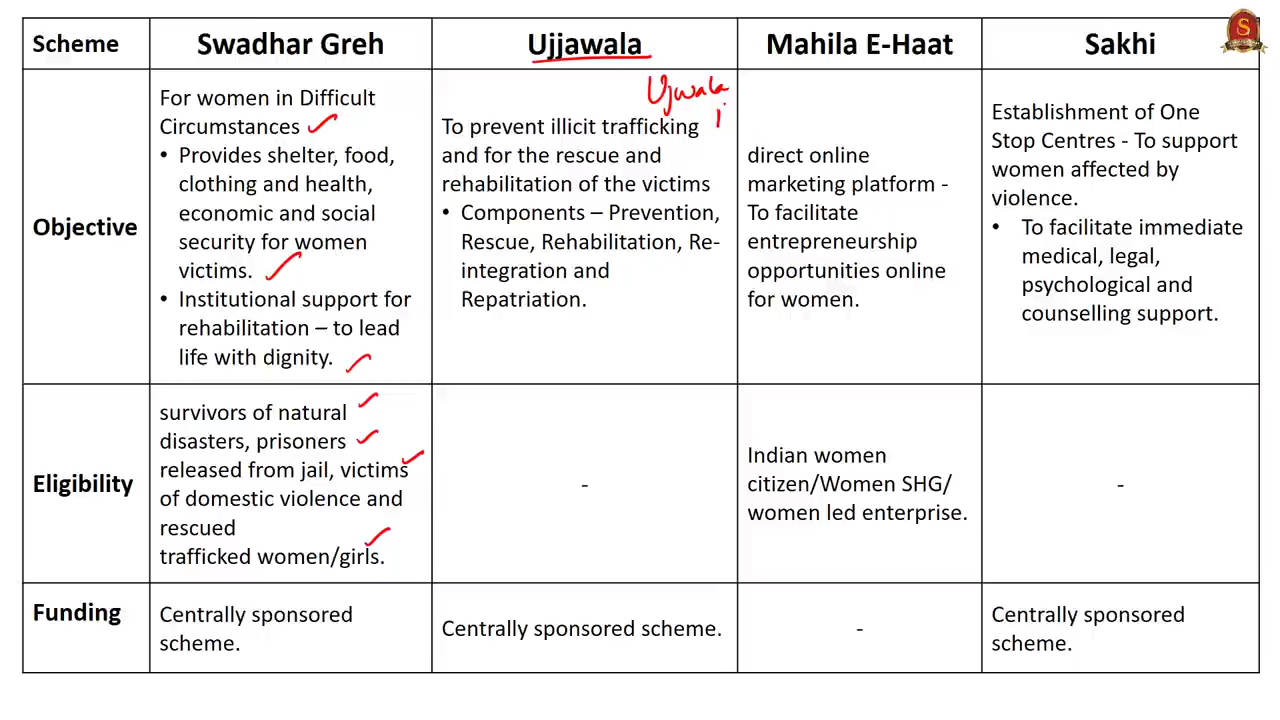 Scheme
Swadhar Greh
Ujjawala
Mahila E-Haat
Sakhi
S
Objective
For women in Difficult
Circumstances
• Provides shelter, food,
clothing and health,
economic and social
security for women
victims.
• Institutional support for
rehabilitation – to lead
life with dignity.
Ujwala
To prevent illicit trafficking
and for the rescue and
rehabilitation of the victims
• Components – Prevention,
Rescue, Rehabilitation, Re-
integration and
Repatriation.
direct online
marketing platform -
To facilitate
entrepreneurship
opportunities online
for women.
Establishment of One
Stop Centres - To support
women affected by
violence.
• To facilitate immediate
medical, legal,
psychological and
counselling support.
Eligibility
survivors of natural
disasters, prisoners
released from jail, victims
of domestic violence and
rescued
trafficked women/girls.
-
Indian women
citizen/Women SHG/
women led enterprise.
-
Funding
Centrally sponsored
scheme.
Centrally sponsored scheme.
-
Centrally sponsored
scheme.